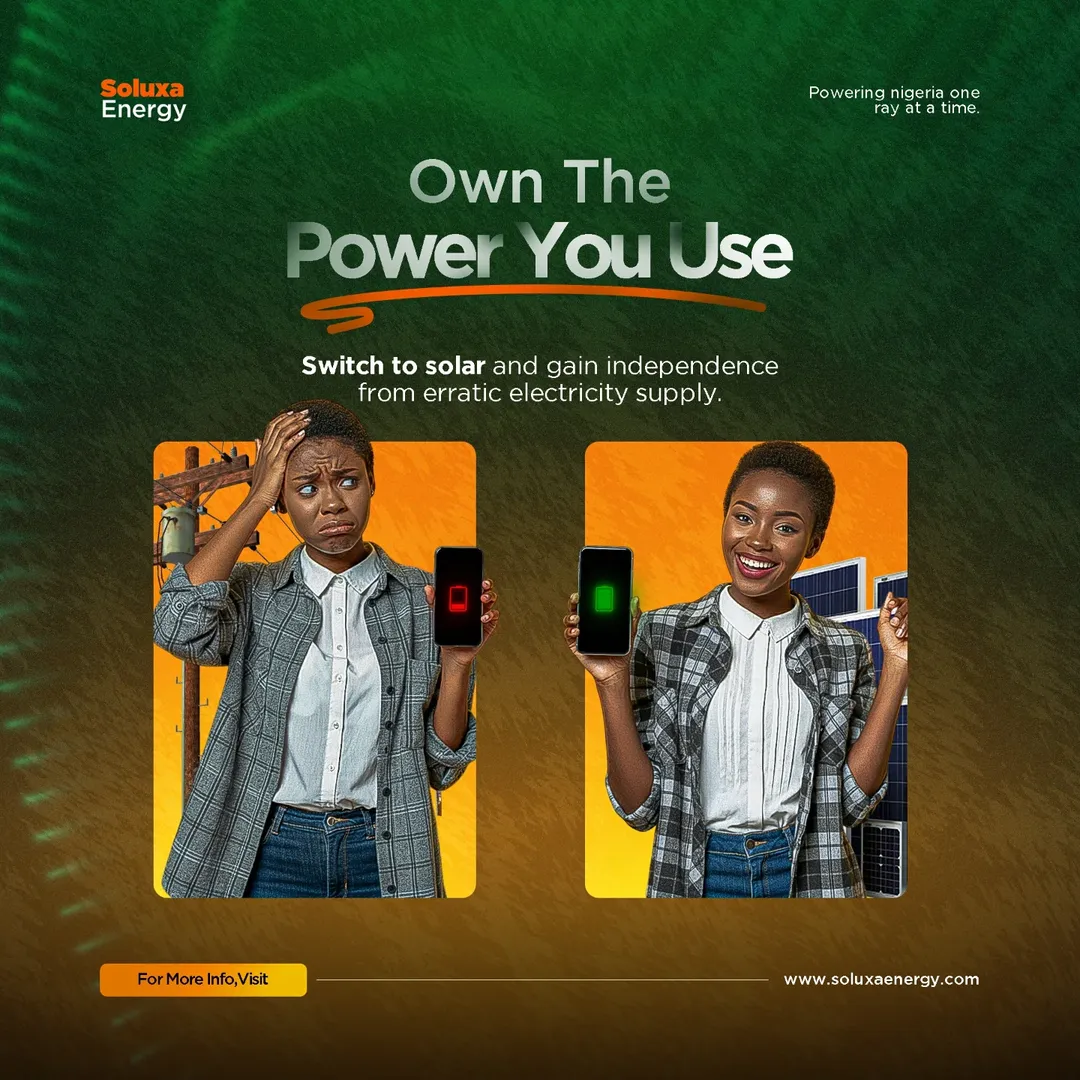 Soluxa
Energy
Powering nigeria one
ray at a time.
Own The
Power You Use
Switch to solar and gain independence
from erratic electricity supply.
For More Info,Visit
www.soluxaenergy.com